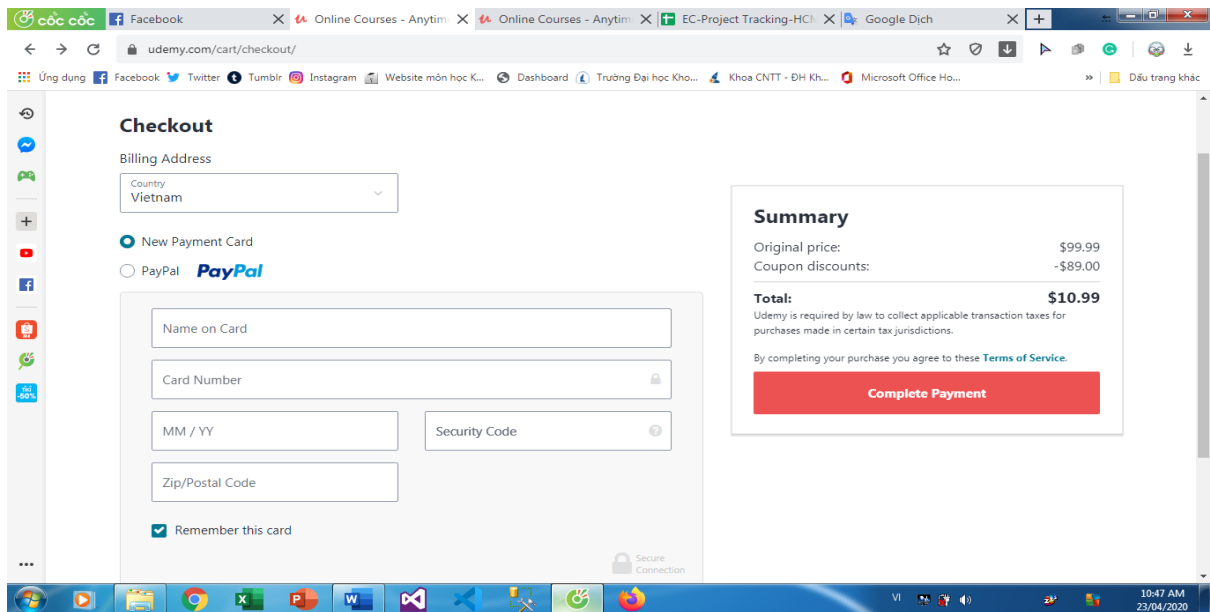 cốc cốc
Facebook
Online Courses - Anytim
Online Courses - Anytim
EC-Project Tracking-HCM
Google Dịch
udemy.com/cart/checkout/
Ứng dụng
Facebook
Twitter
Tumblr
Instagram
Website môn học K...
Dashboard
Trường Đại học Kho...
Khoa CNTT - ĐH Kh...
Microsoft Office Ho...
Dấu trang khác
Checkout
Billing Address
Country
Vietnam
New Payment Card
PayPal PayPal
Name on Card
Card Number
MM / YY
Security Code
Zip/Postal Code
Remember this card
Secure
Connection
Summary
Original price: $99.99
Coupon discounts: -$89.00
Total: $10.99
Udemy is required by law to collect applicable transaction taxes for
purchases made in certain tax jurisdictions.
By completing your purchase you agree to these Terms of Service.
Complete Payment
-50%
VI
10:47 AM
23/04/2020